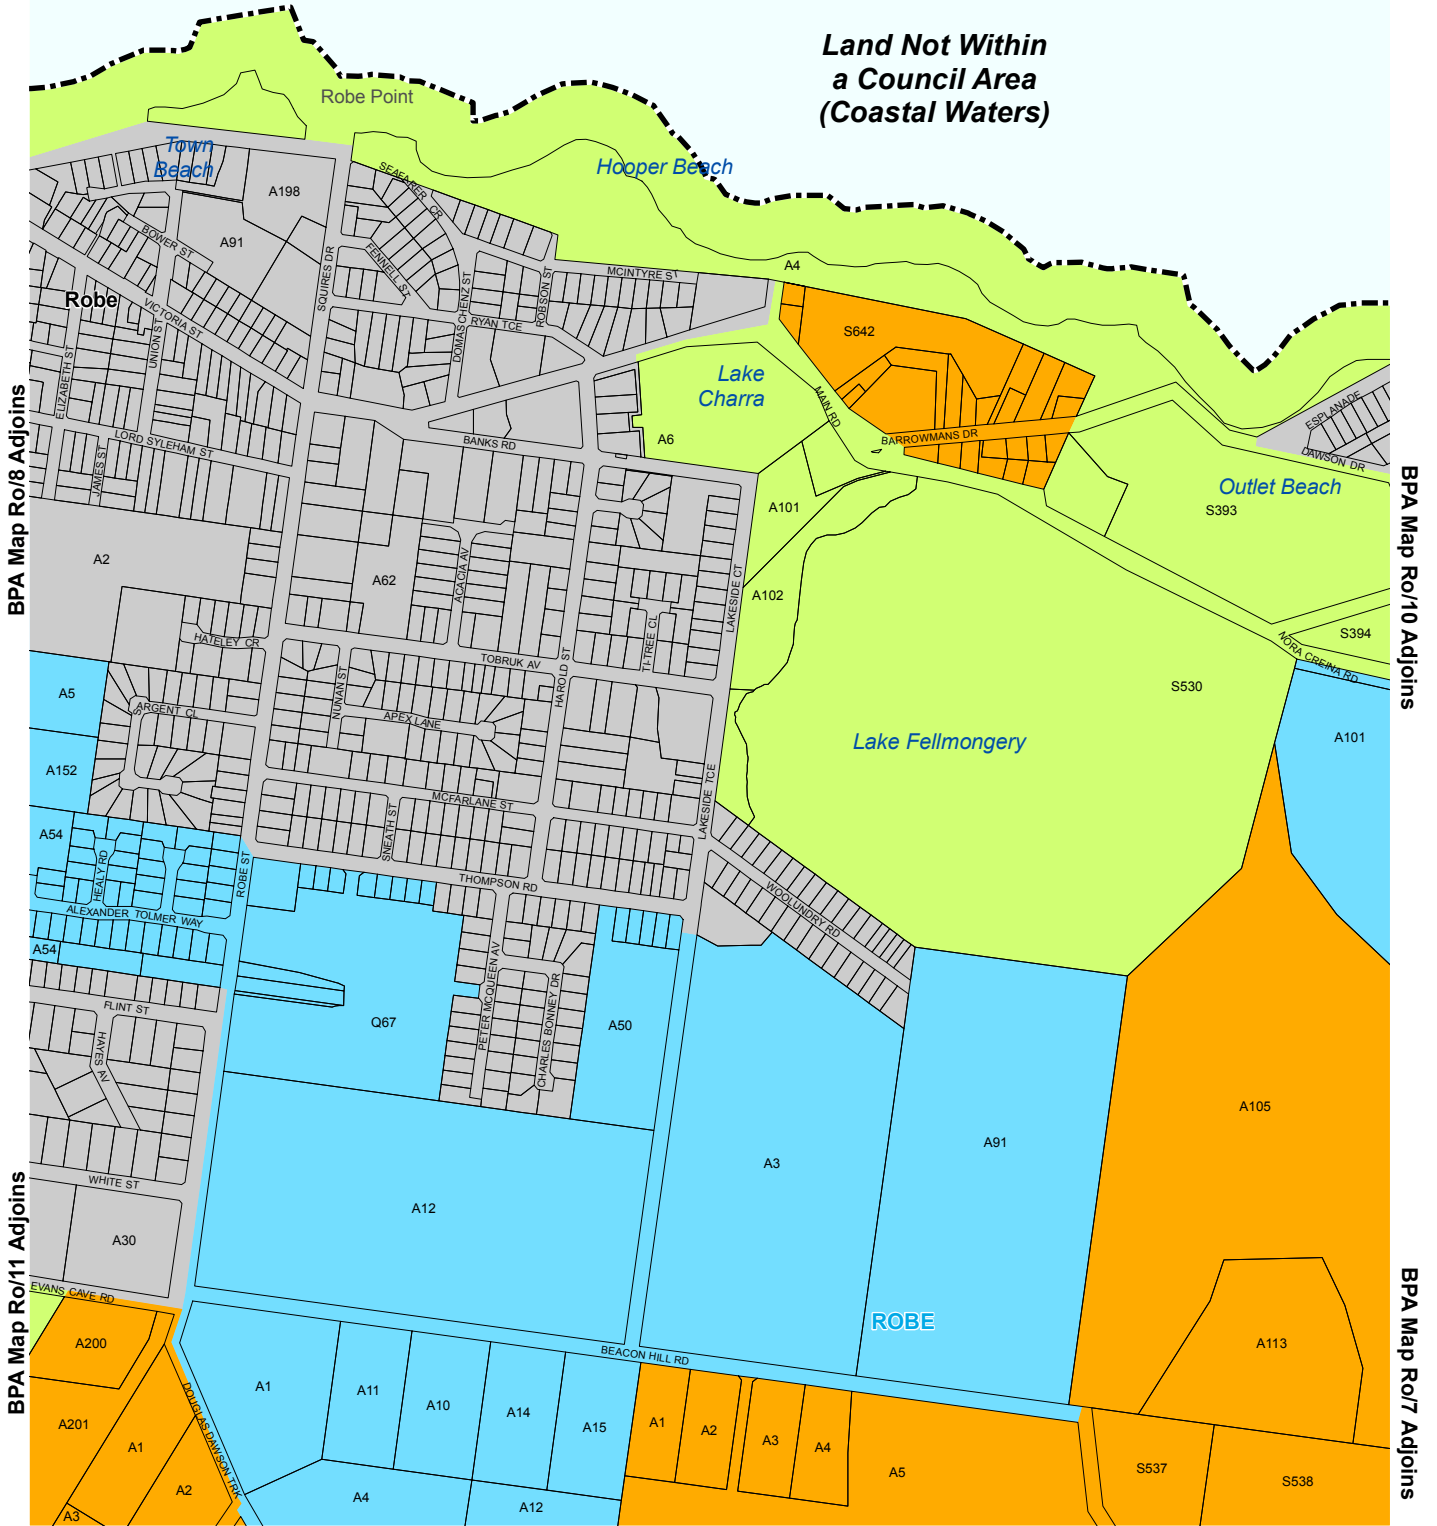 Land Not Within
a Council Area
(Coastal Waters)
Robe Point
Town
Beach
Hooper Beach
SEAFARER CR
A198
A91
BOWER ST
FENNELL ST
SQUIRES DR
MCINTYRE ST
A4
Robe
VICTORIA ST
UNION ST
DOMASCHENZ ST
ROBSON ST
RYAN TCE
S642
ELIZABETH ST
Lake
Charra
MAIN RD
ESPLANADE
LORD SYLEHAM ST
JAMES ST
BANKS RD
A6
BARROWMANS DR
DAWSON DR
Outlet Beach
S393
A101
A2
A62
ACACIA AV
LAKESIDE CT
A102
HATELEY CR
TI-TREE CL
TOBRUK AV
HAROLD ST
S394
NORA CREINA RD
A5
NUNAN ST
S530
ARGENT CL
APEX LANE
Lake Fellmongery
A101
A152
MCFARLANE ST
LAKESIDE TCE
SNEATH ST
A54
HEALY RD
ROBE ST
THOMPSON RD
WOOLUNDRY RD
ALEXANDER TOLMER WAY
A54
PETER MCQUEEN AV
CHARLES BONNEY DR
FLINT ST
Q67
A50
HAYES AV
A105
A91
A3
WHITE ST
A12
A30
EVANS CAVE RD
ROBE
A200
A113
BEACON HILL RD
A1
A11
A10
A14
A15
A1
A2
A3
A4
A5
A201
A1
DOUGLAS DAWSON TRK
S537
S538
A2
A4
A12
A3
BPA Map Ro/8 Adjoins
BPA Map Ro/11 Adjoins
BPA Map Ro/10 Adjoins
BPA Map Ro/7 Adjoins